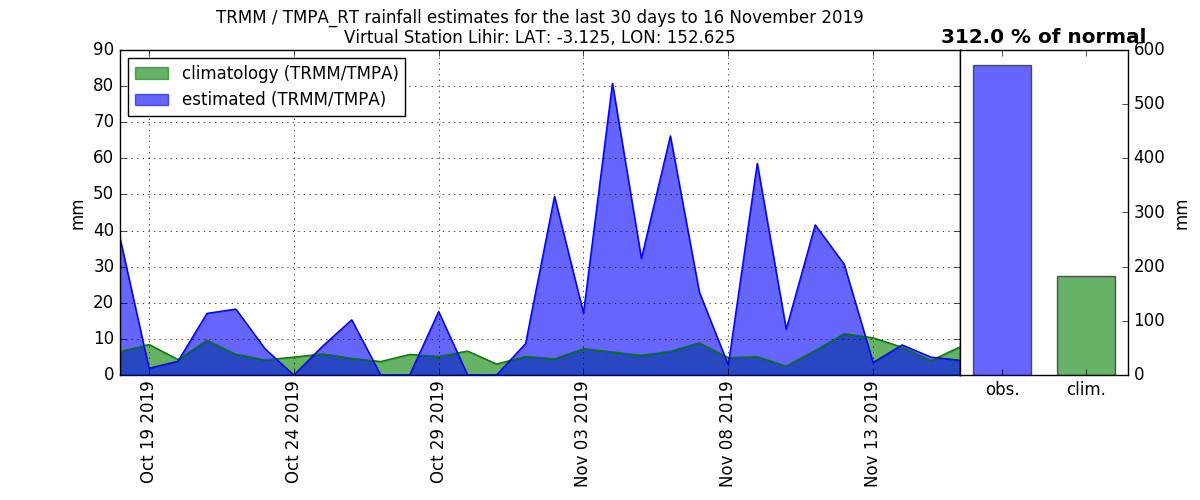 TRMM / TMPA_RT rainfall estimates for the last 30 days to 16 November 2019
Virtual Station Lihir: LAT: -3.125, LON: 152.625
312.0 % of normal
climatology (TRMM/TMPA)
estimated (TRMM/TMPA)
90
80
70
60
50
40
30
20
10
0
mm
Oct 19 2019
Oct 24 2019
Oct 29 2019
Nov 03 2019
Nov 08 2019
Nov 13 2019
obs.
clim.
600
500
400
300
200
100
0
mm